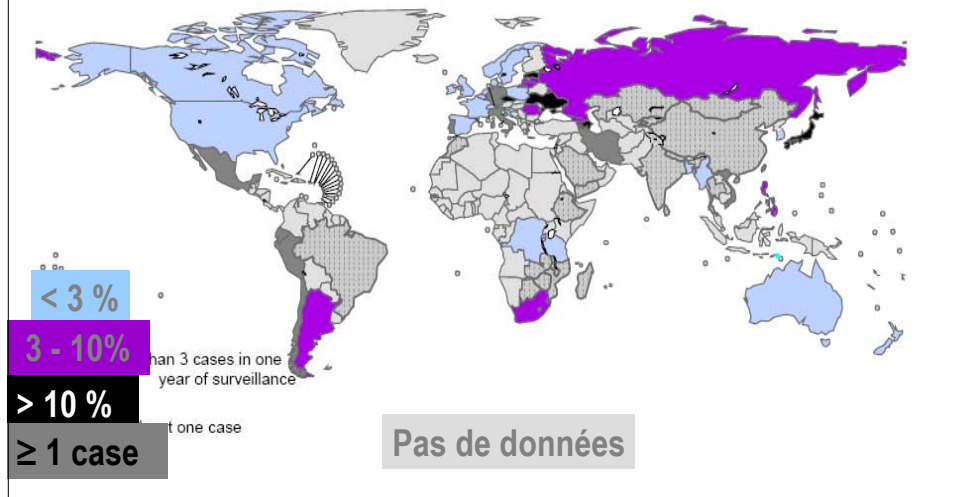 < 3 %
3 - 10%
han 3 cases in one
year of surveillance
> 10 %
t one case
≥ 1 case
Pas de données